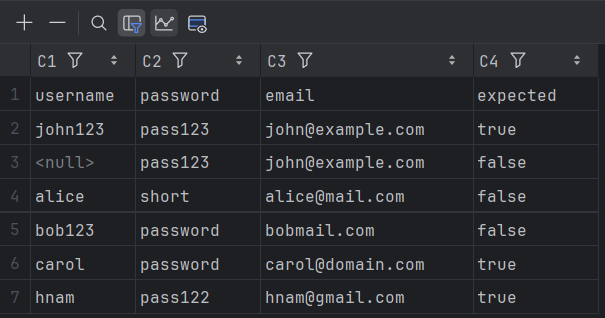 C1 C2 C3 C4
1 username password email expected
2 john123 pass123 john@example.com true
3 <null> pass123 john@example.com false
4 alice short alice@mail.com false
5 bob123 password bobmail.com false
6 carol password carol@domain.com true
7 hnam pass122 hnam@gmail.com true